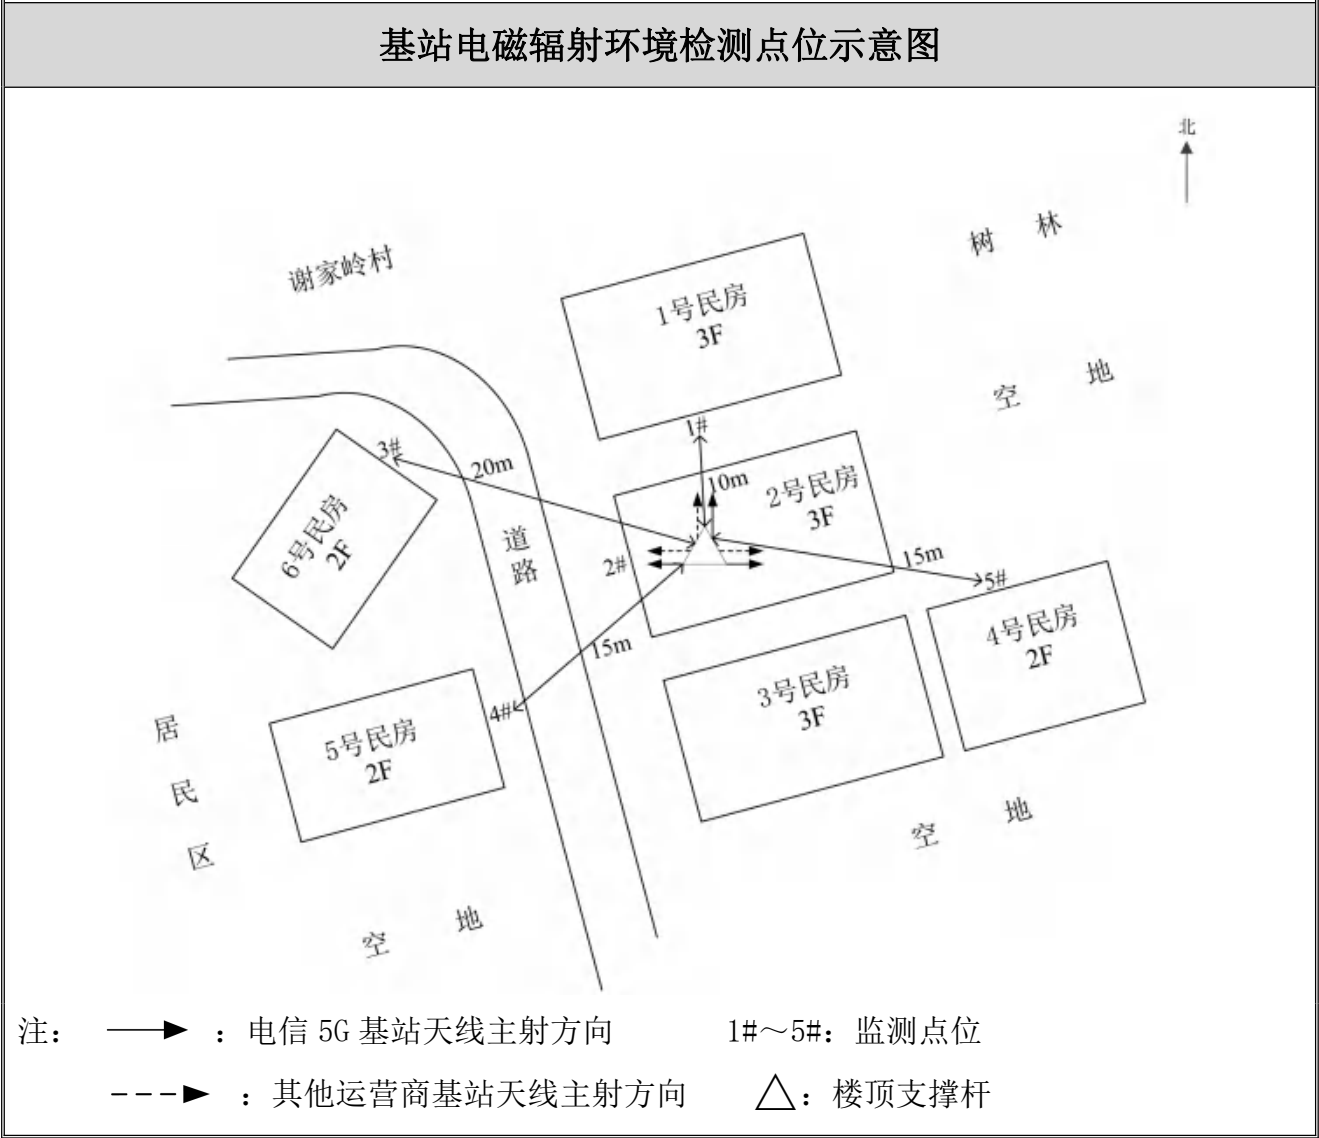 基站电磁辐射环境检测点位示意图
北
树 林
谢家岭村
1号民房
3F
空 地
1#
3#
20m
10m
2号民房
3F
6号民房
2F
道路
2#
15m
5#
4号民房
2F
15m
3号民房
3F
4#
5号民房
2F
居民区
空 地
空 地
注： ：电信 5G 基站天线主射方向 1#～5#：监测点位
：其他运营商基站天线主射方向 △：楼顶支撑杆